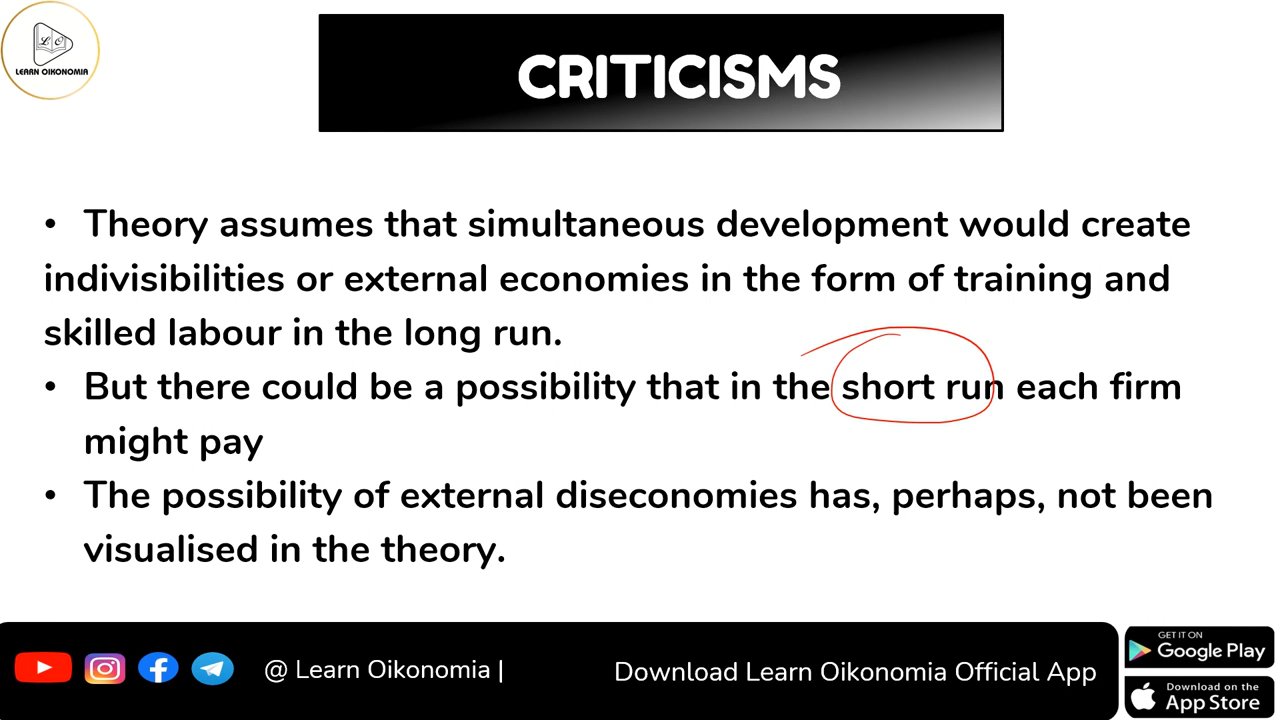 LO
LEARN OIKONOMIA
CRITICISMS
• Theory assumes that simultaneous development would create
indivisibilities or external economies in the form of training and
skilled labour in the long run.
• But there could be a possibility that in the short run each firm
might pay
• The possibility of external diseconomies has, perhaps, not been
visualised in the theory.
@ Learn Oikonomia |
Download Learn Oikonomia Official App
GET IT ON
Google Play
Download on the
App Store